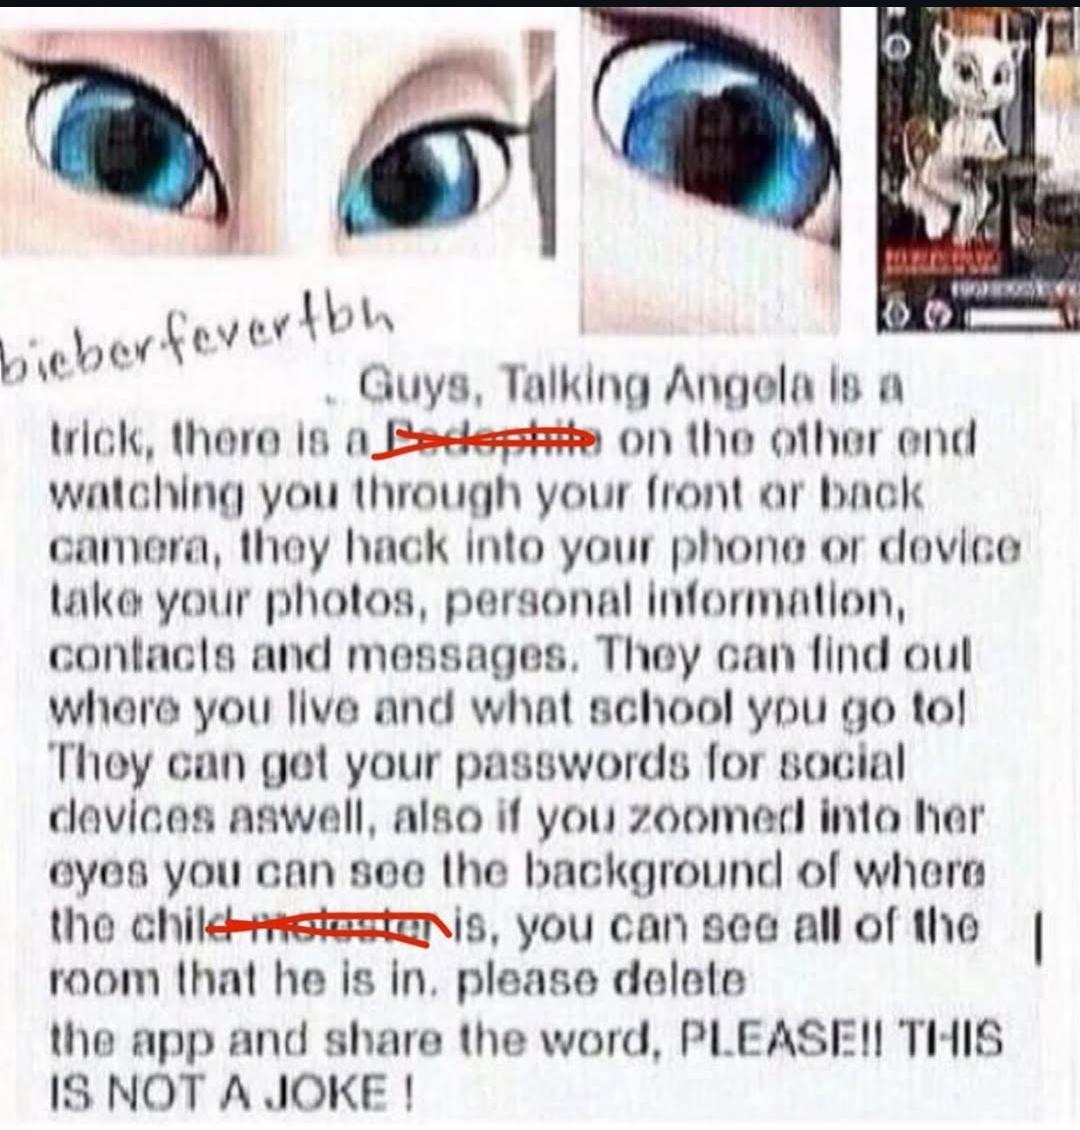 bieberfevertbh
. Guys, Talking Angela is a
trick, there is a Pedophile on the other end
watching you through your front or back
camera, they hack into your phone or device
take your photos, personal information,
contacts and messages. They can find out
where you live and what school you go to!
They can get your passwords for social
devices aswell, also if you zoomed into her
eyes you can see the background of where
the child molester is, you can see all of the
room that he is in. please delete
the app and share the word, PLEASE!! THIS
IS NOT A JOKE !